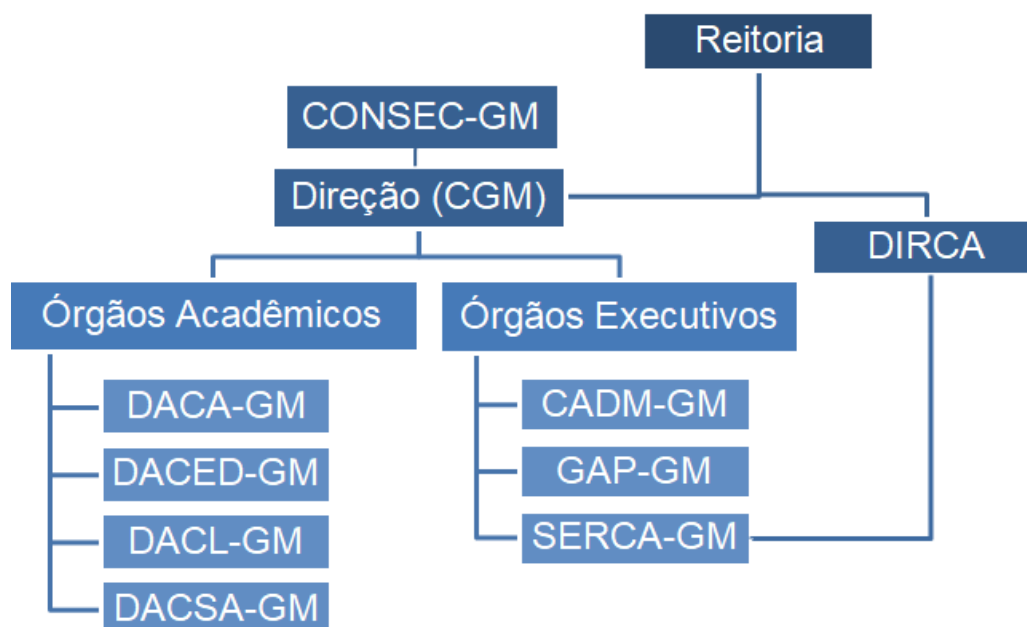 Reitoria
CONSEC-GM
Direção (CGM)
DIRCA
Órgãos Acadêmicos
Órgãos Executivos
DACA-GM
DACED-GM
DACL-GM
DACSA-GM
CADM-GM
GAP-GM
SERCA-GM